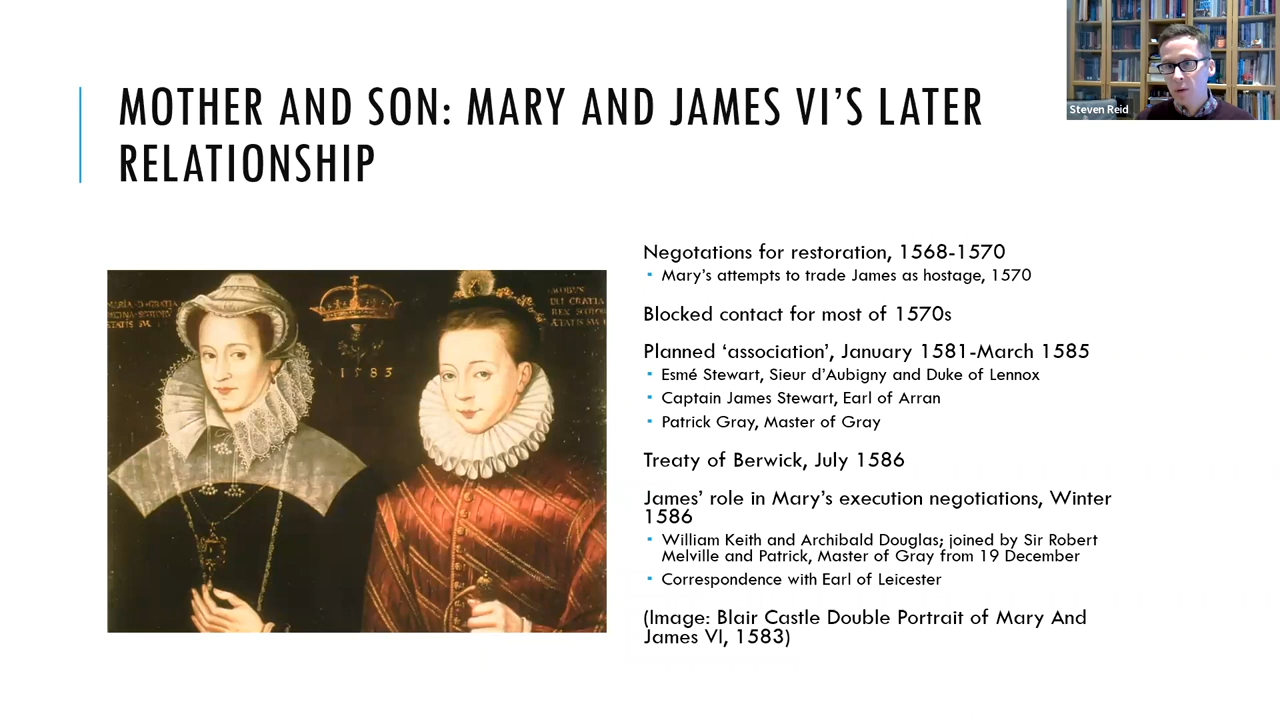 Steven Reid
MOTHER AND SON: MARY AND JAMES VI'S LATER
RELATIONSHIP
MARIA·D·GRATIA
1583
Negotations for restoration, 1568-1570
Mary's attempts to trade James as hostage, 1570
Blocked contact for most of 1570s
Planned 'association', January 1581-March 1585
Esmé Stewart, Sieur d'Aubigny and Duke of Lennox
Captain James Stewart, Earl of Arran
Patrick Gray, Master of Gray
Treaty of Berwick, July 1586
James' role in Mary's execution negotiations, Winter
1586
William Keith and Archibald Douglas; joined by Sir Robert
Melville and Patrick, Master of Gray from 19 December
Correspondence with Earl of Leicester
(Image: Blair Castle Double Portrait of Mary And
James VI, 1583)